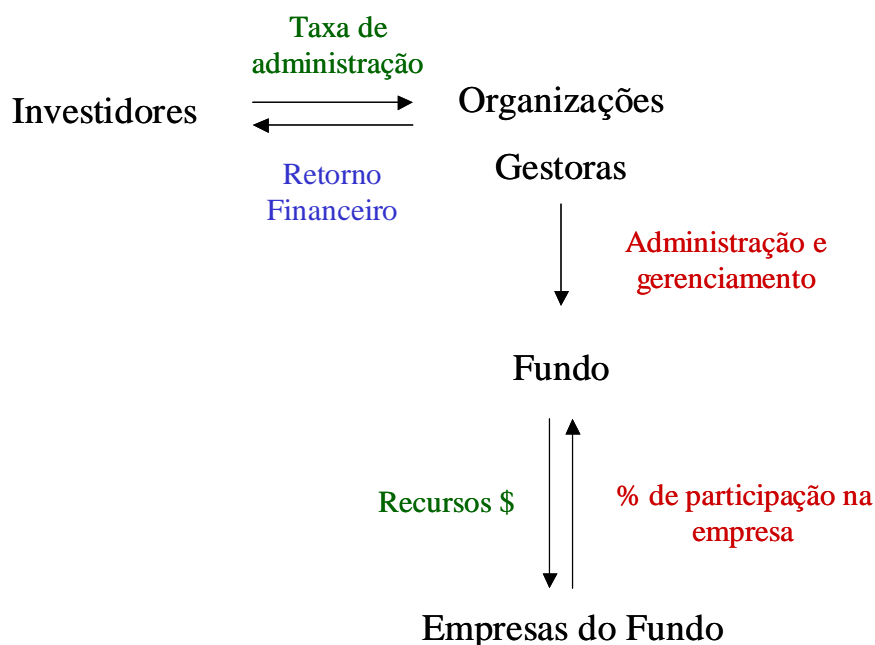 Taxa de
administração
Investidores
Organizações
Gestoras
Retorno
Financeiro
Administração e
gerenciamento
Fundo
Recursos $
% de participação na
empresa
Empresas do Fundo